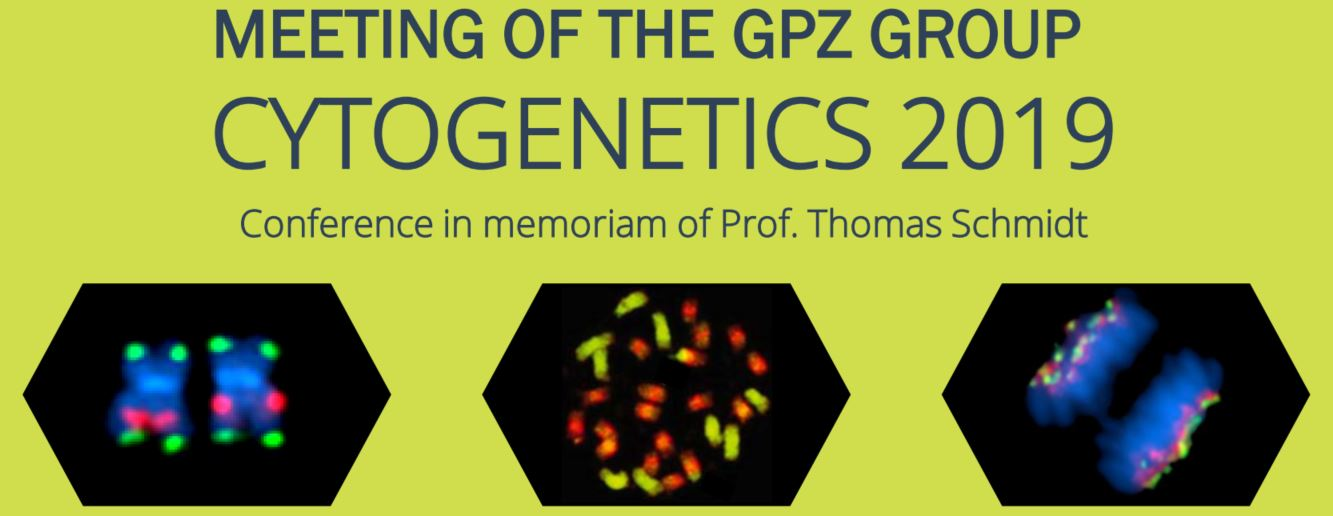 MEETING OF THE GPZ GROUP
CYTOGENETICS 2019
Conference in memoriam of Prof. Thomas Schmidt